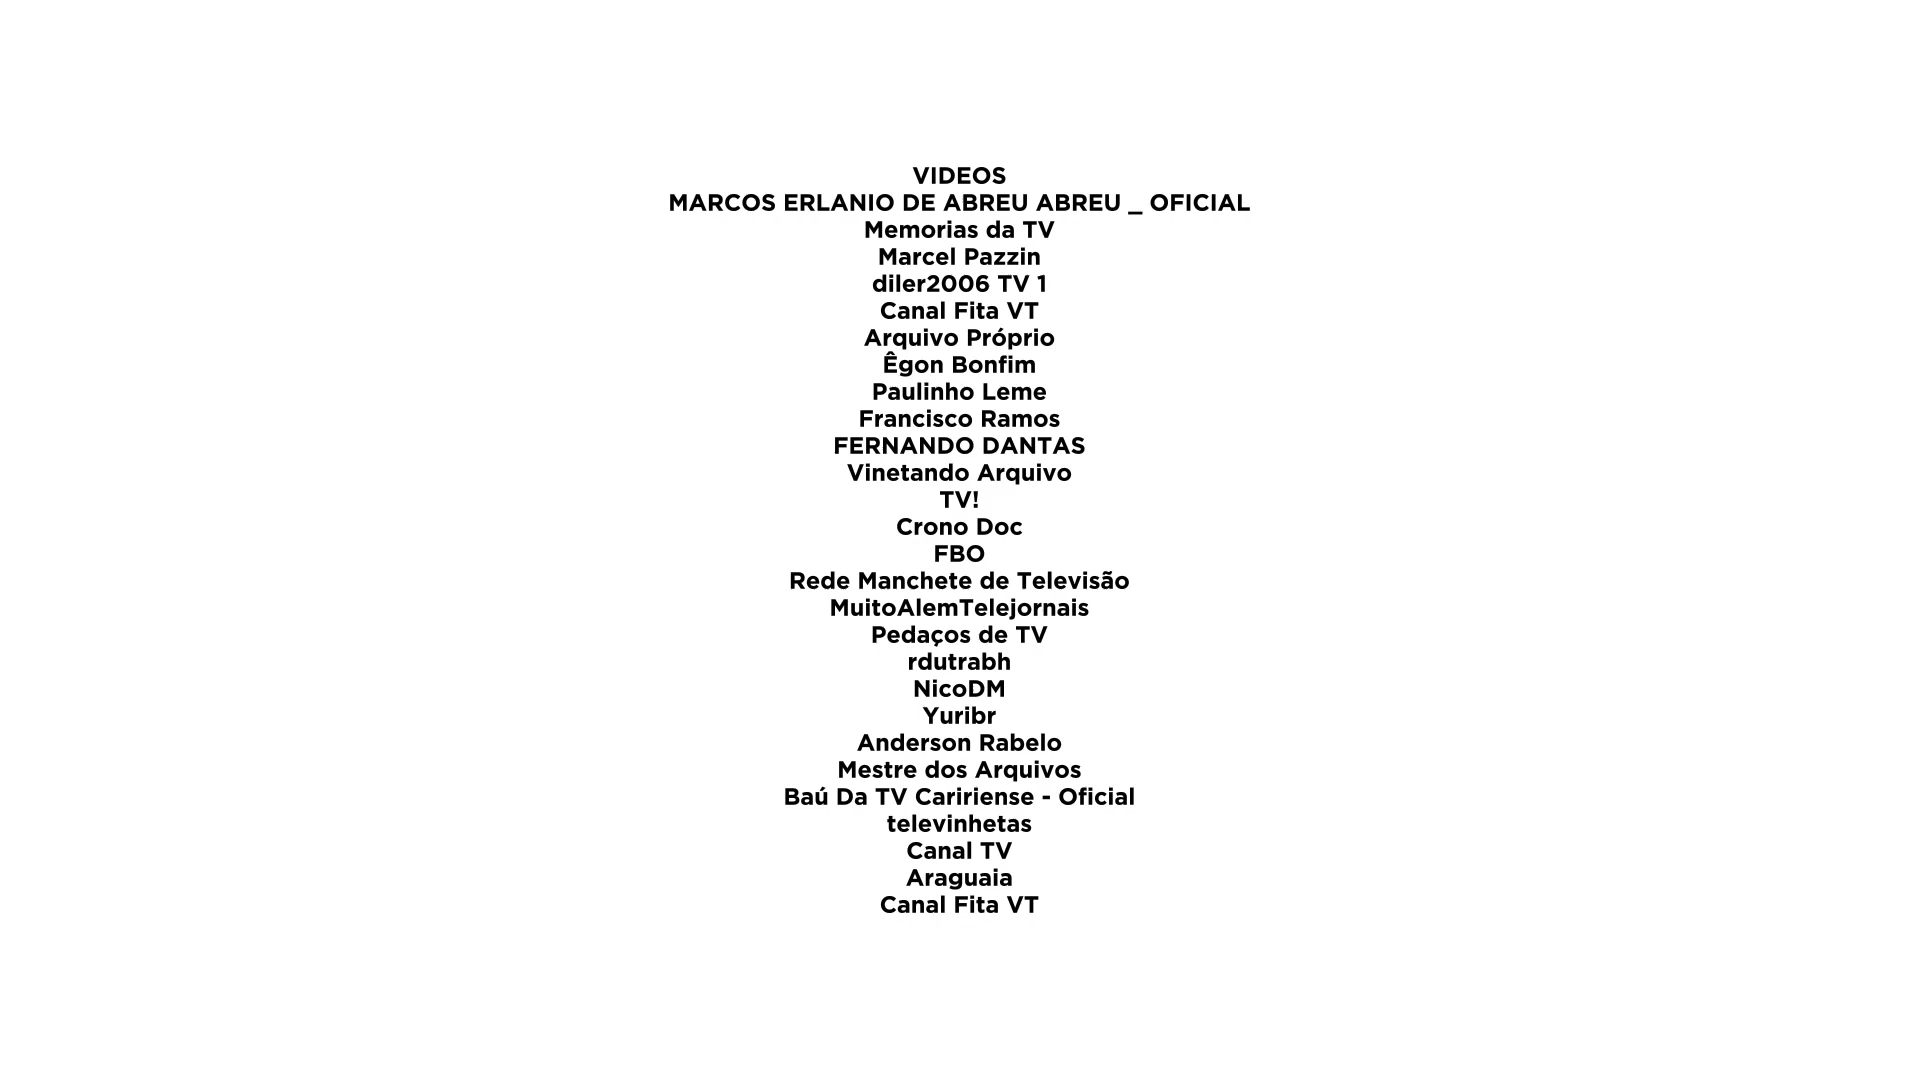 VIDEOS
MARCOS ERLANIO DE ABREU ABREU _ OFICIAL
Memorias da TV
Marcel Pazzin
diler2006 TV 1
Canal Fita VT
Arquivo Próprio
Êgon Bonfim
Paulinho Leme
Francisco Ramos
FERNANDO DANTAS
Vinetando Arquivo
TV!
Crono Doc
FBO
Rede Manchete de Televisão
MuitoAlemTelejornais
Pedaços de TV
rdutrabh
NicoDM
Yuribr
Anderson Rabelo
Mestre dos Arquivos
Baú Da TV Caririense - Oficial
televinhetas
Canal TV
Araguaia
Canal Fita VT